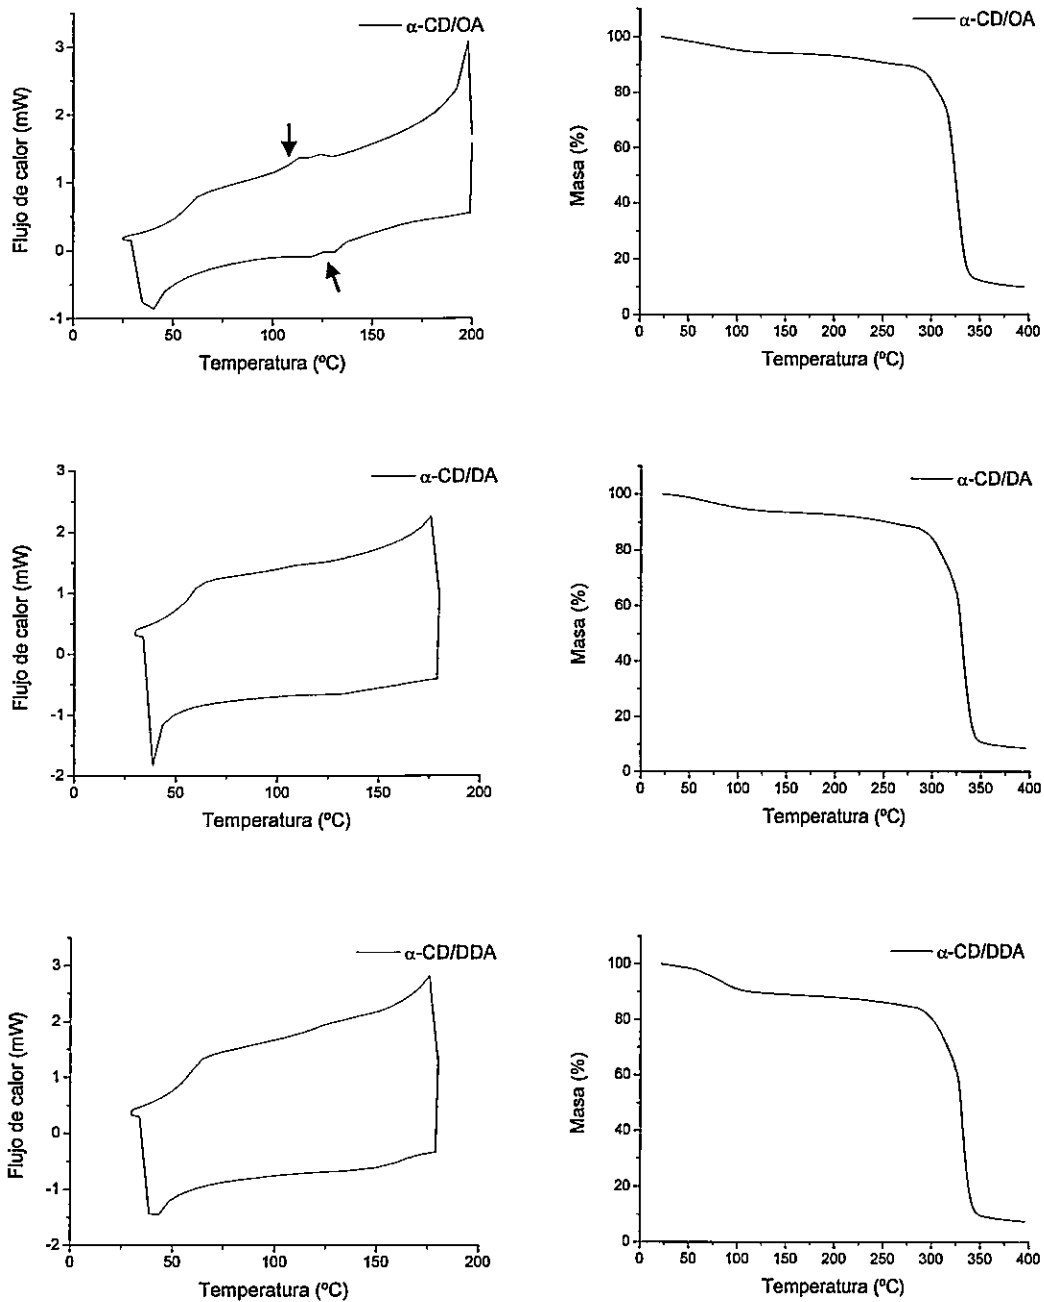 α-CD/OA
3
2
1
0
-1
Flujo de calor (mW)
0 50 100 150 200
Temperatura (ºC)
α-CD/OA
100
80
60
40
20
0
Masa (%)
0 50 100 150 200 250 300 350 400
Temperatura (ºC)
α-CD/DA
3
2
1
0
-1
-2
Flujo de calor (mW)
0 50 100 150 200
Temperatura (ºC)
α-CD/DA
100
80
60
40
20
0
Masa (%)
0 50 100 150 200 250 300 350 400
Temperatura (ºC)
α-CD/DDA
3
2
1
0
-1
-2
Flujo de calor (mW)
0 50 100 150 200
Temperatura (ºC)
α-CD/DDA
100
80
60
40
20
0
Masa (%)
0 50 100 150 200 250 300 350 400
Temperatura (ºC)